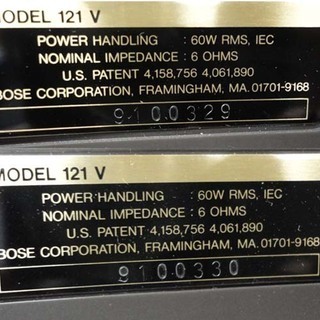 MODEL 121 V
POWER HANDLING : 60W RMS, IEC
NOMINAL IMPEDANCE : 6 OHMS
U.S. PATENT 4,158,756 4,061,890
BOSE CORPORATION, FRAMINGHAM, MA. 01701-9168
9100329
MODEL 121 V
POWER HANDLING : 60W RMS, IEC
NOMINAL IMPEDANCE : 6 OHMS
U.S. PATENT 4,158,756 4,061,890
BOSE CORPORATION, FRAMINGHAM, MA. 01701-9168
9100330